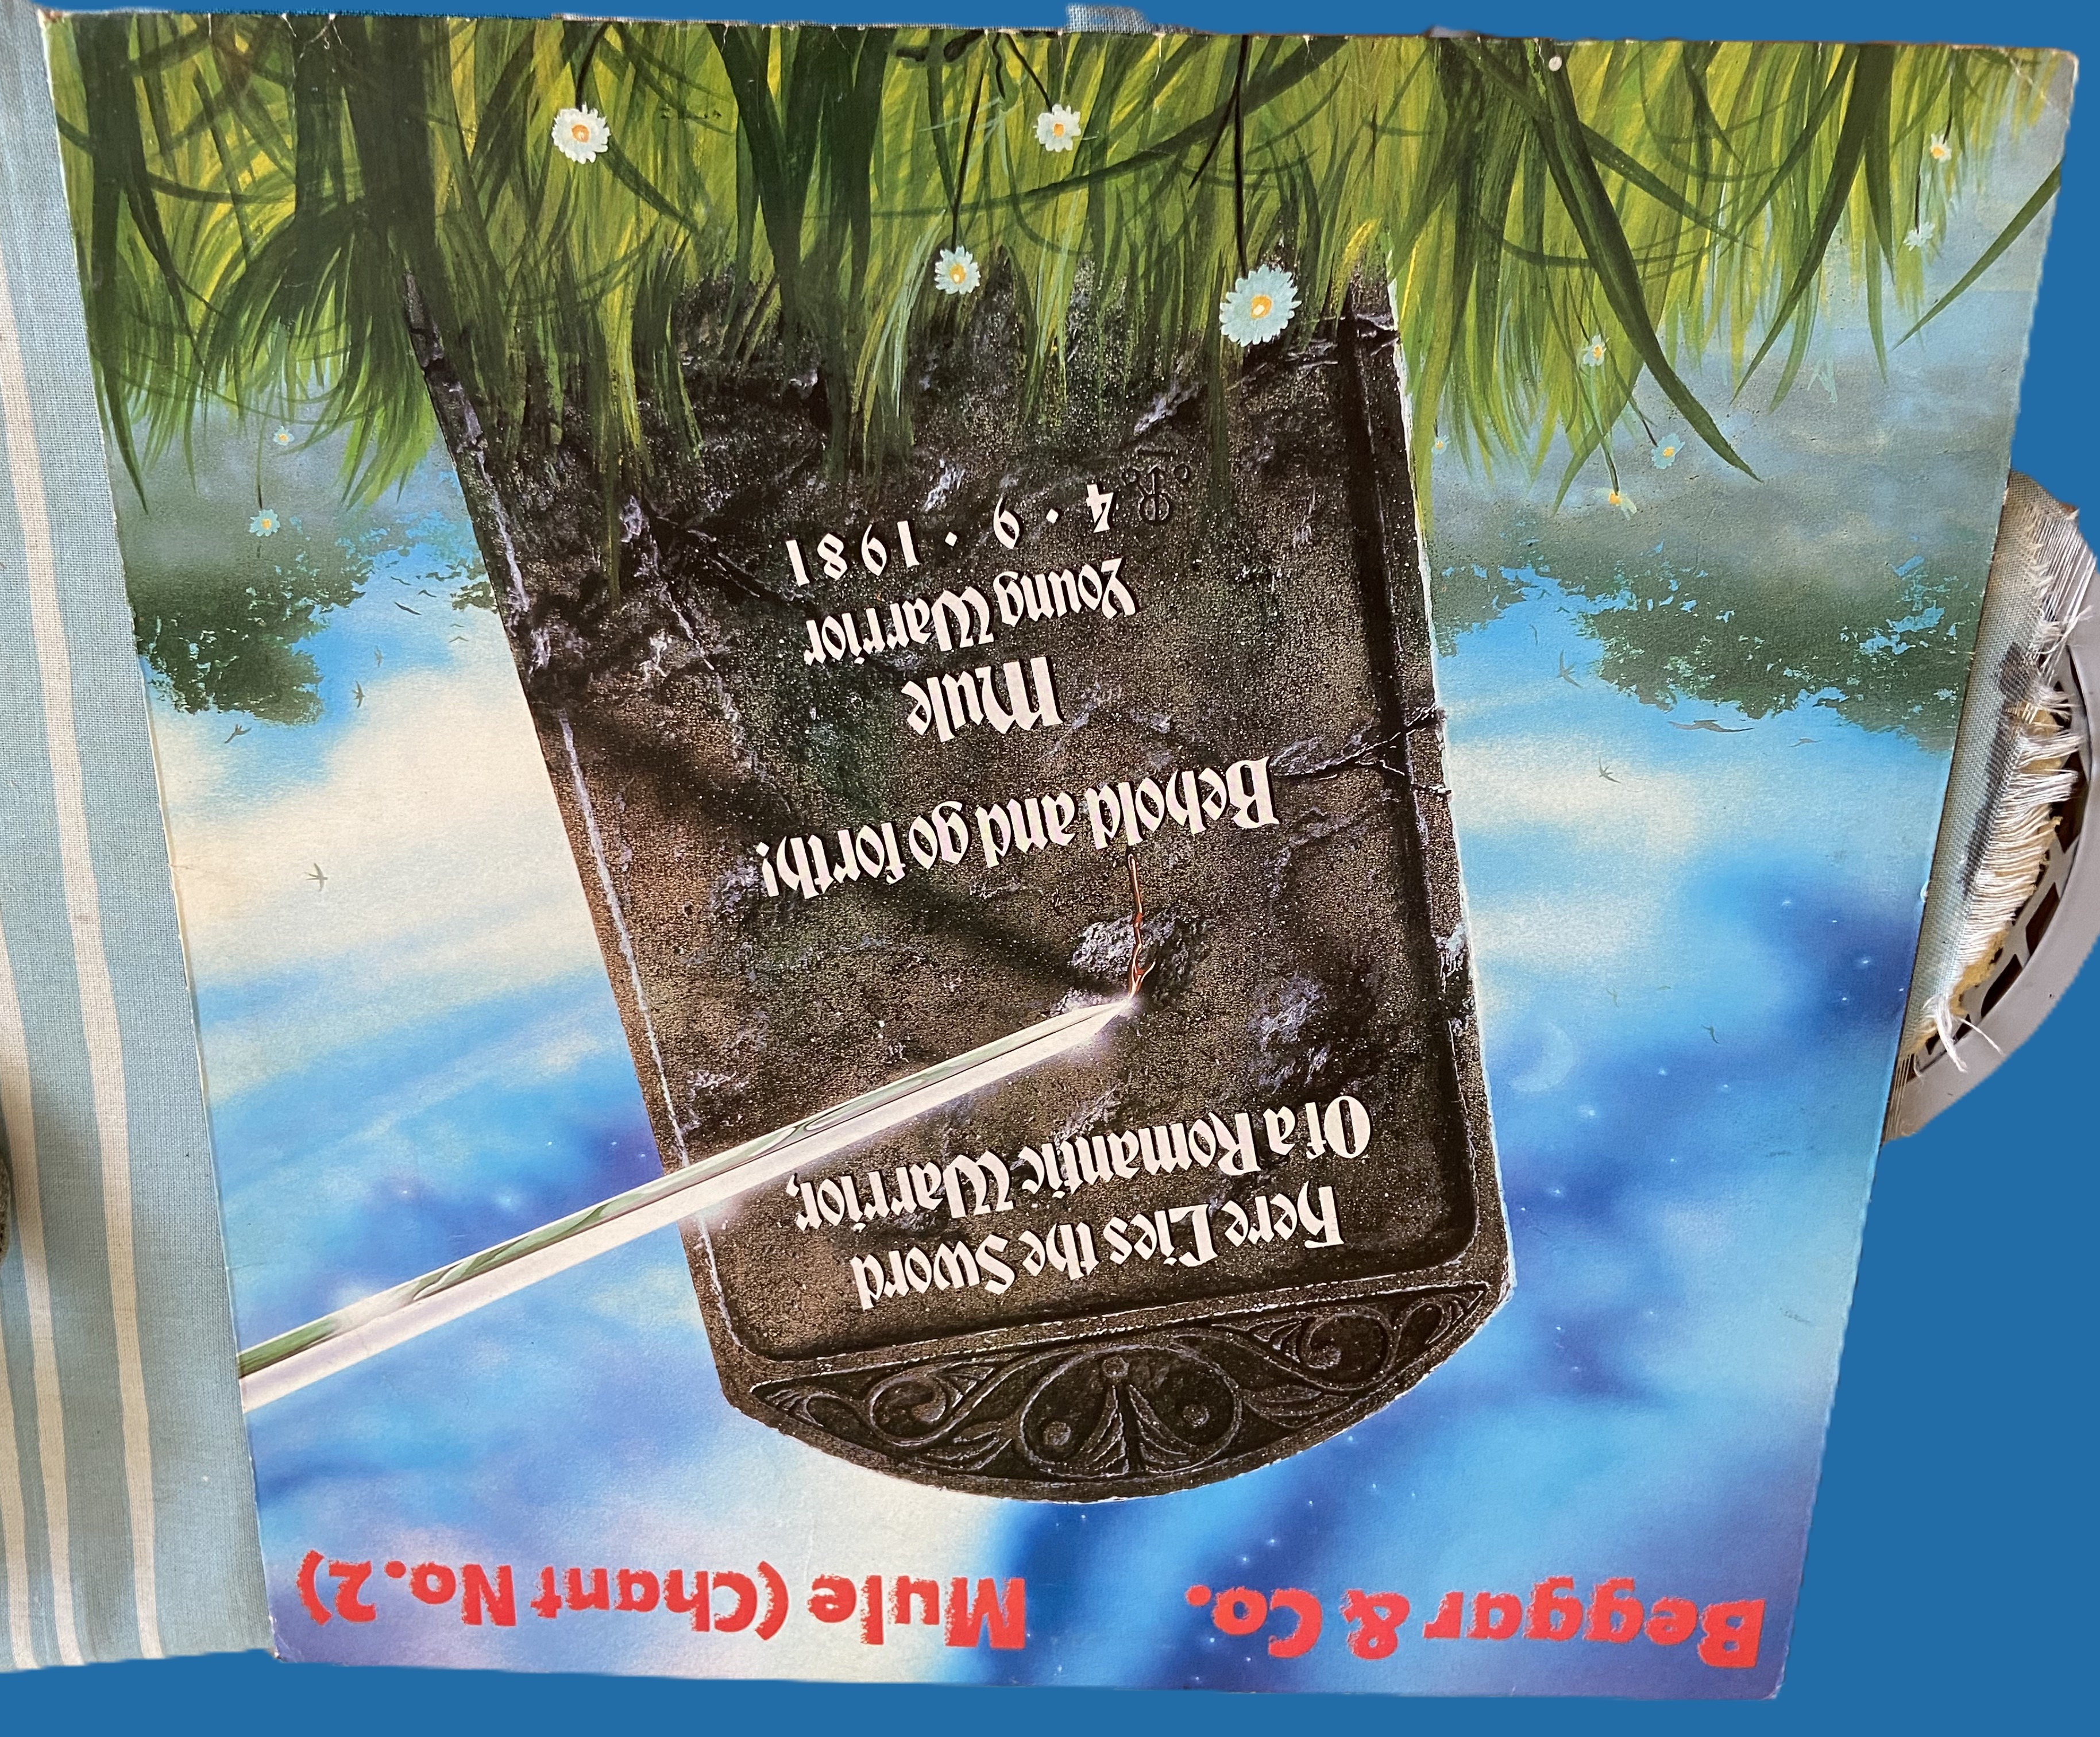 Beggar & Co.
Mule (Chant No. 2)
Here Lies the Sword
Of a Romantic Warrior,
Behold and go forth!
Mule
Young Warrior
4 · 9 · 1981